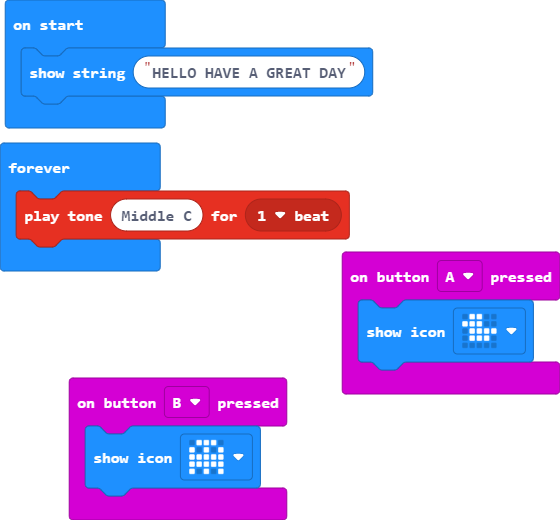 on start
show string "HELLO HAVE A GREAT DAY"
forever
play tone Middle C for 1 beat
on button A pressed
show icon
on button B pressed
show icon